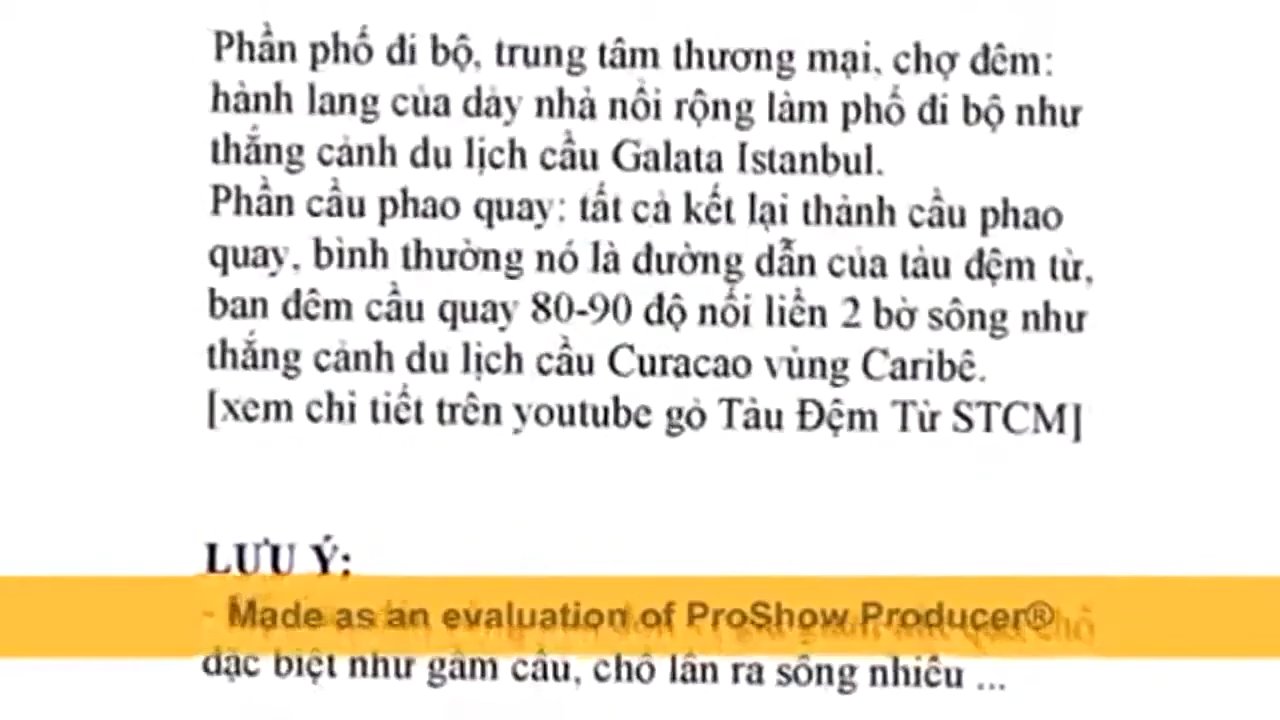 Phần phố đi bộ, trung tâm thương mại, chợ đêm:
hành lang của dãy nhà nổi rộng làm phố đi bộ như
thắng cảnh du lịch cầu Galata Istanbul.
Phần cầu phao quay: tất cả kết lại thành cầu phao
quay, bình thường nó là đường dẫn của tàu đệm từ,
ban đêm cầu quay 80-90 độ nối liền 2 bờ sông như
thắng cảnh du lịch cầu Curacao vùng Caribê.
[xem chi tiết trên youtube gỏ Tàu Đệm Từ STCM]
LƯU Ý:
- Made as an evaluation of ProShow Producer®
đặc biệt như gầm cầu, chổ lấn ra sông nhiều ...